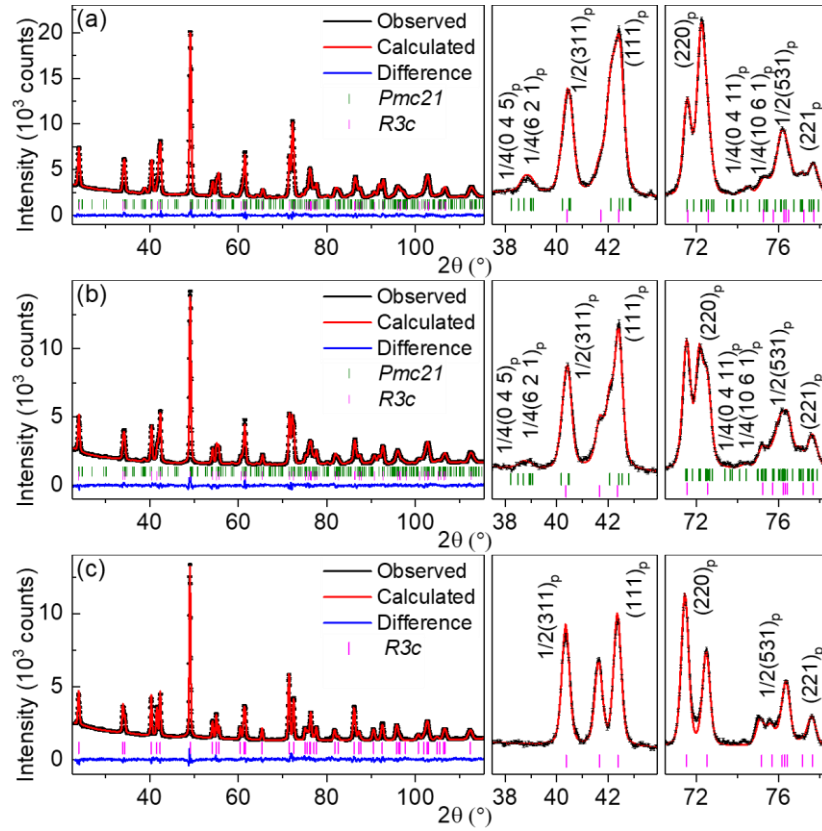 (a)
Observed
Calculated
Difference
Pmc21
R3c
Intensity (10³ counts)
20
15
10
5
0
40 60 80 100
2θ (°)
1/4(0 4 5)ₚ
1/4(6 2 1)ₚ
1/2(311)ₚ
(111)ₚ
38 40 42
(220)ₚ
1/4(0 4 11)ₚ
1/4(10 6 1)ₚ
1/2(531)ₚ
(221)ₚ
72 76
2θ (°)
(b)
Observed
Calculated
Difference
Pmc21
R3c
Intensity (10³ counts)
10
5
0
40 60 80 100
2θ (°)
1/4(0 4 5)ₚ
1/4(6 2 1)ₚ
1/2(311)ₚ
(111)ₚ
38 40 42
(220)ₚ
1/4(0 4 11)ₚ
1/4(10 6 1)ₚ
1/2(531)ₚ
(221)ₚ
72 76
2θ (°)
(c)
Observed
Calculated
Difference
R3c
Intensity (10³ counts)
10
5
0
40 60 80 100
2θ (°)
1/2(311)ₚ
(111)ₚ
38 40 42
(220)ₚ
1/2(531)ₚ
(221)ₚ
72 76
2θ (°)